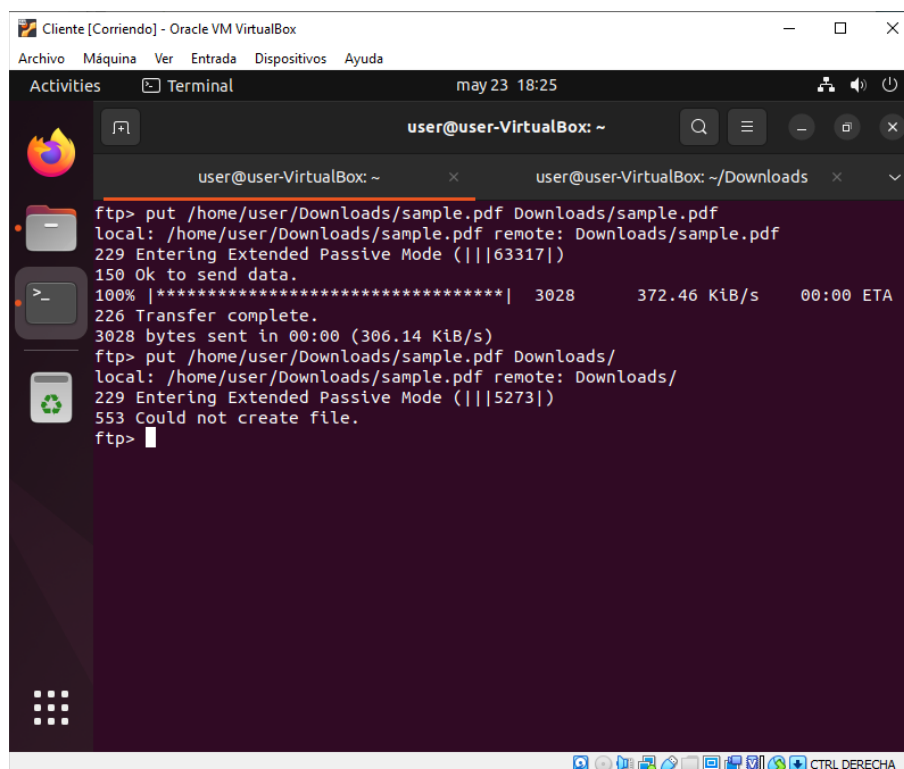 Cliente [Corriendo] - Oracle VM VirtualBox
Archivo Máquina Ver Entrada Dispositivos Ayuda
Activities Terminal may 23 18:25
user@user-VirtualBox: ~
user@user-VirtualBox: ~ user@user-VirtualBox: ~/Downloads
ftp> put /home/user/Downloads/sample.pdf Downloads/sample.pdf
local: /home/user/Downloads/sample.pdf remote: Downloads/sample.pdf
229 Entering Extended Passive Mode (|||63317|)
150 Ok to send data.
100% |***********************************| 3028 372.46 KiB/s 00:00 ETA
226 Transfer complete.
3028 bytes sent in 00:00 (306.14 KiB/s)
ftp> put /home/user/Downloads/sample.pdf Downloads/
local: /home/user/Downloads/sample.pdf remote: Downloads/
229 Entering Extended Passive Mode (|||5273|)
553 Could not create file.
ftp>
CTRL DERECHA